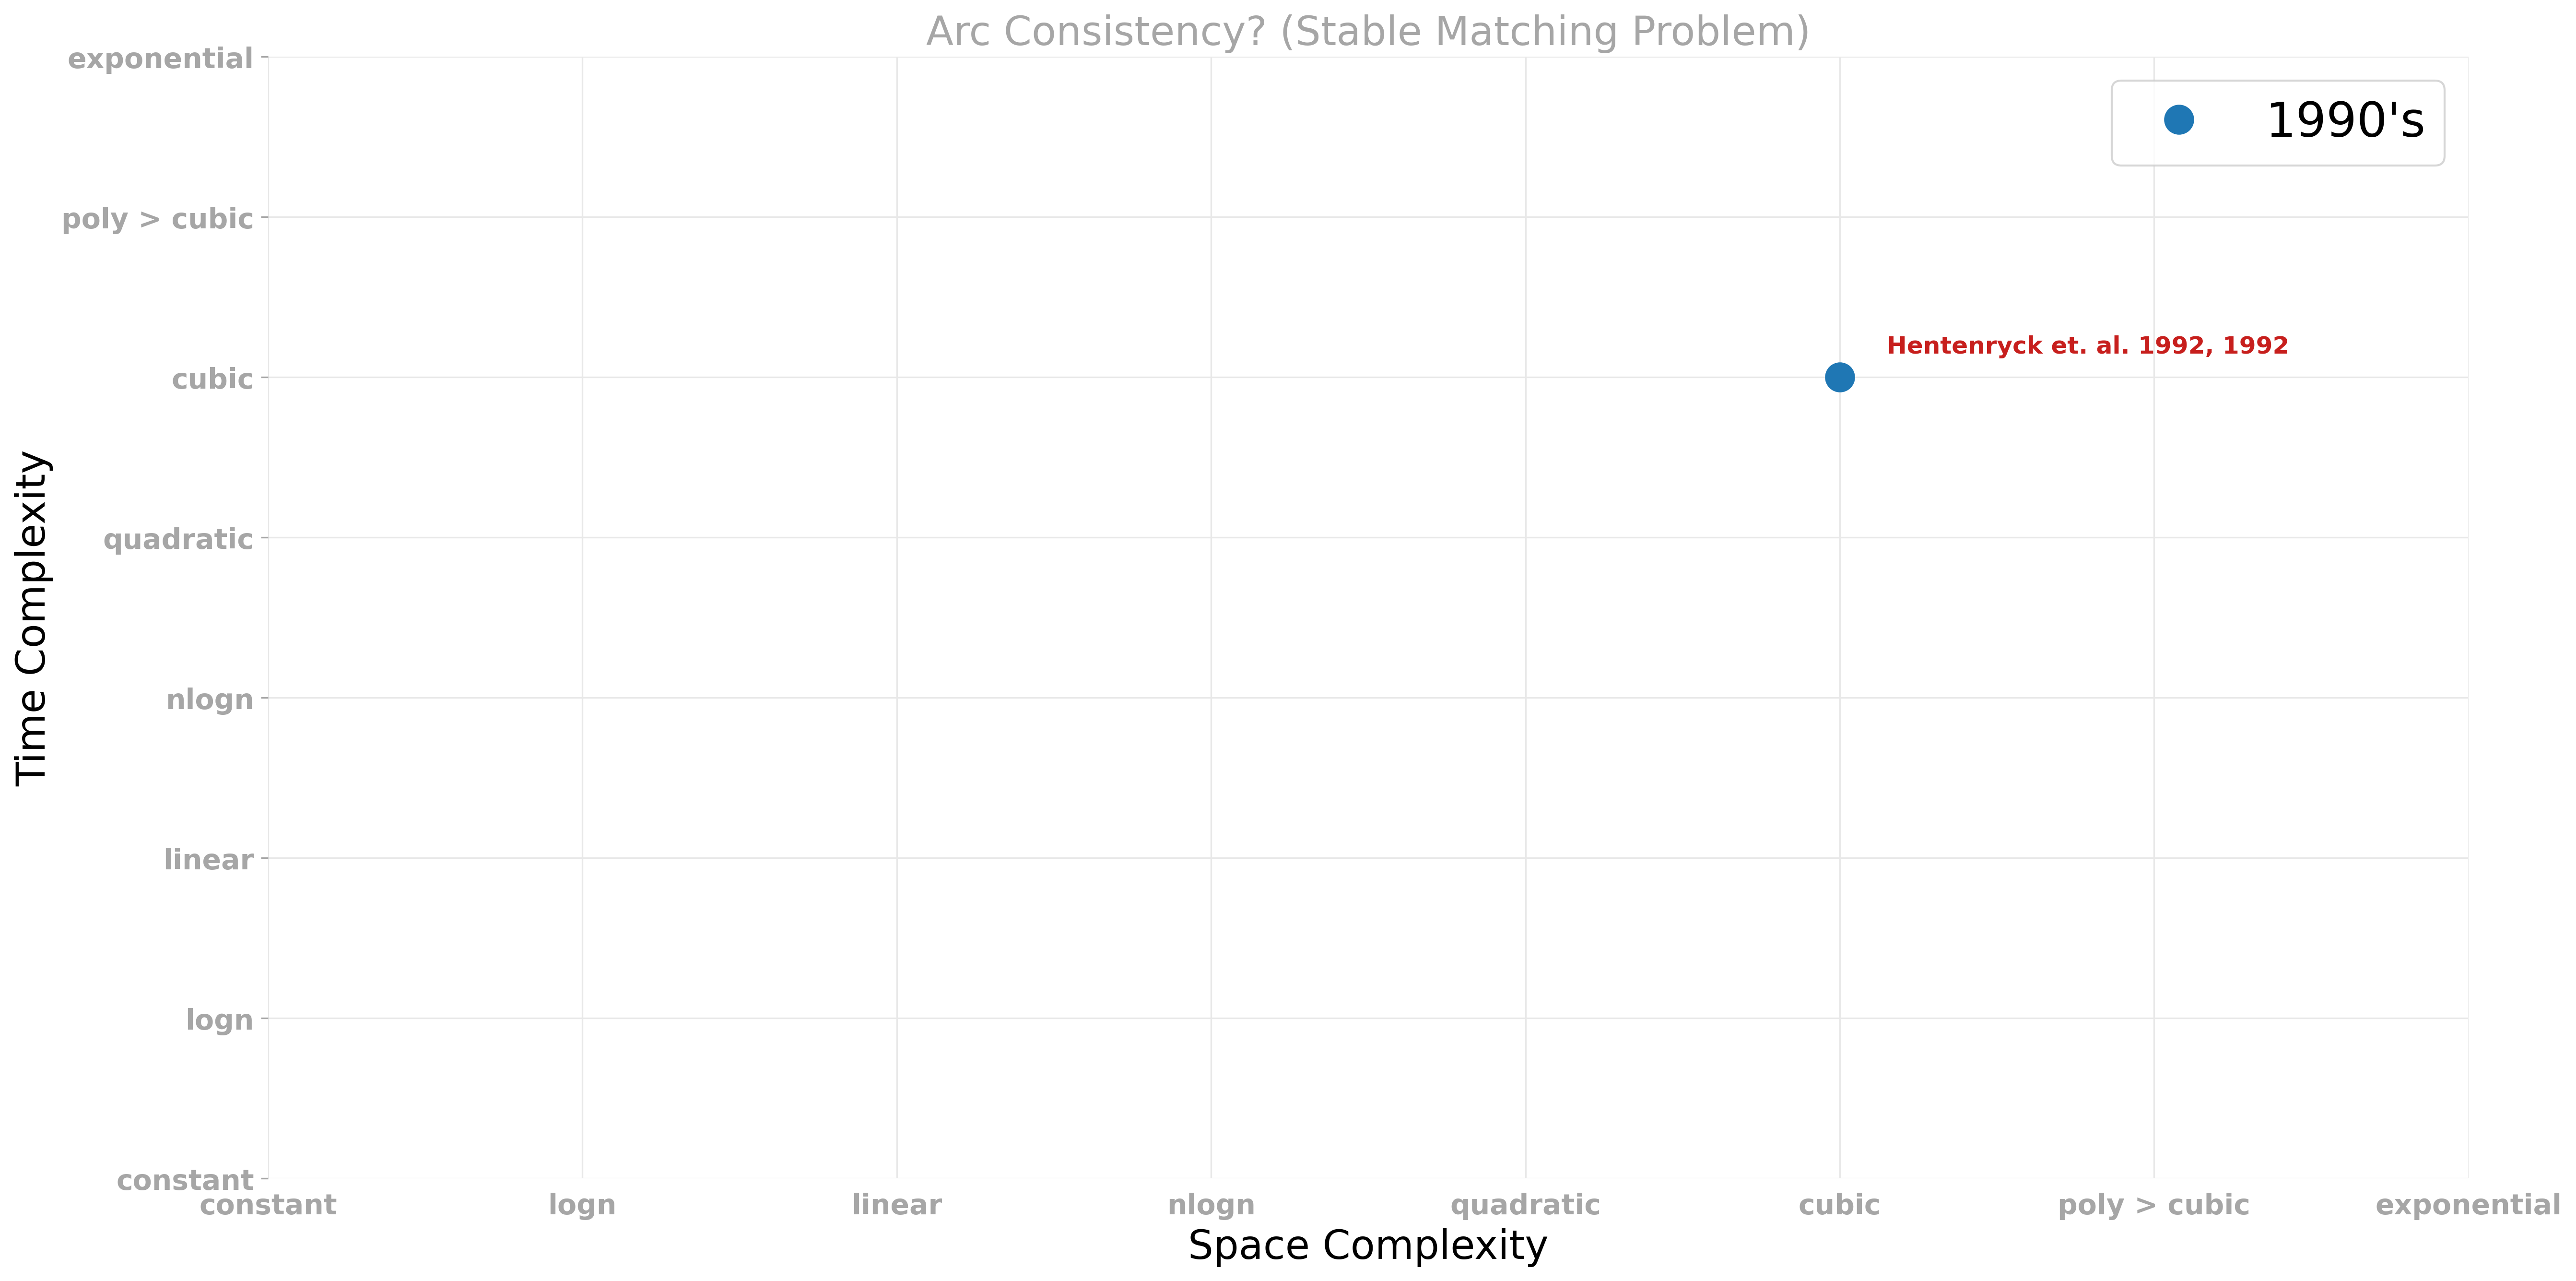 Arc Consistency? (Stable Matching Problem)
exponential
poly > cubic
cubic
quadratic
nlogn
linear
logn
constant
Time Complexity
1990's
Hentenryck et. al. 1992, 1992
constant logn linear nlogn quadratic cubic poly > cubic exponential
Space Complexity